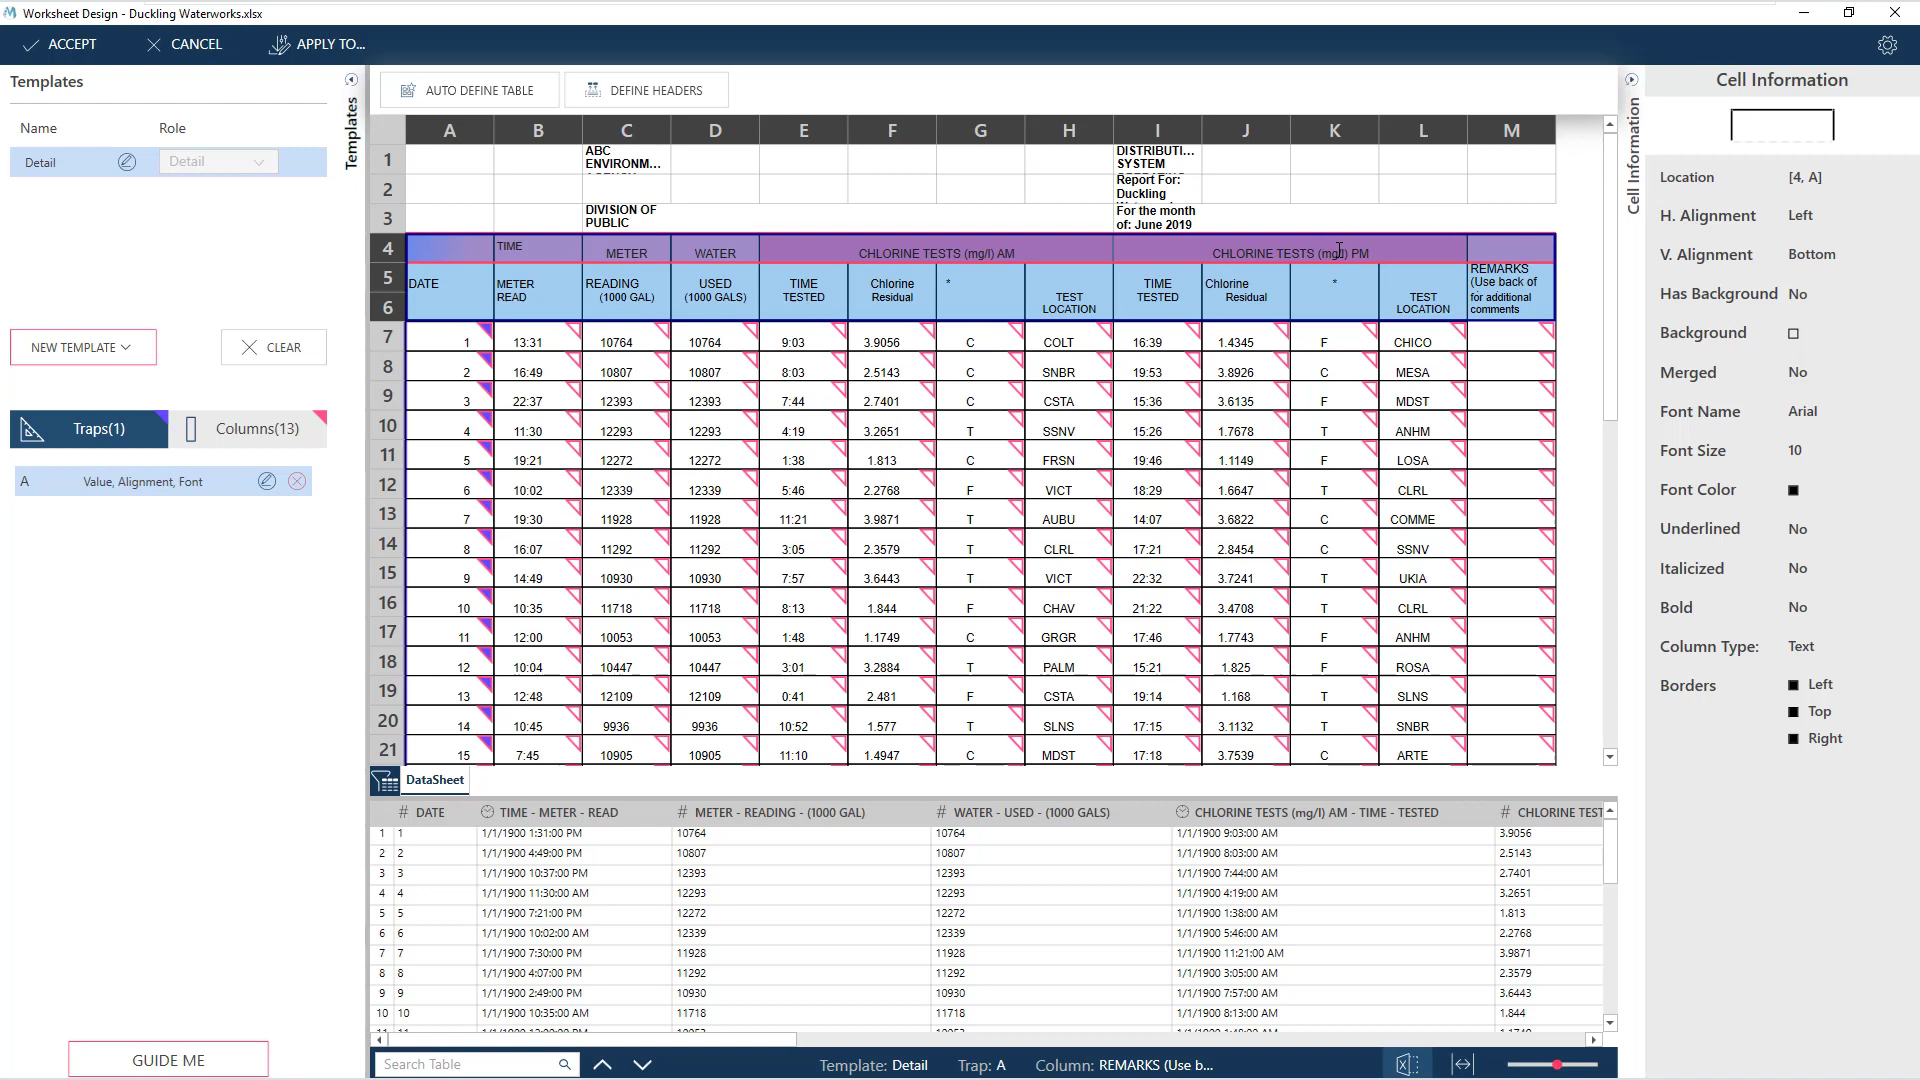 Worksheet Design - Duckling Waterworks.xlsx
ACCEPT CANCEL APPLY TO...
Templates
Name Role
Detail Detail
NEW TEMPLATE CLEAR
Traps(1) Columns(13)
A Value, Alignment, Font
GUIDE ME
Templates
AUTO DEFINE TABLE DEFINE HEADERS
A B C D E F G H I J K L M
1 ABC ENVIRONM... DISTRIBUTI... SYSTEM
2 Report For: Duckling
3 DIVISION OF PUBLIC For the month of: June 2019
4 TIME METER WATER CHLORINE TESTS (mg/l) AM CHLORINE TESTS (mg/l) PM
5 DATE METER READING USED TIME Chlorine * TIME Chlorine * REMARKS (Use back of
6 READ (1000 GAL) (1000 GALS) TESTED Residual TEST LOCATION TESTED Residual TEST LOCATION for additional comments
7 1 13:31 10764 10764 9:03 3.9056 C COLT 16:39 1.4345 F CHICO
8 2 16:49 10807 10807 8:03 2.5143 C SNBR 19:53 3.8926 C MESA
9 3 22:37 12393 12393 7:44 2.7401 C CSTA 15:36 3.6135 F MDST
10 4 11:30 12293 12293 4:19 3.2651 T SSNV 15:26 1.7678 T ANHM
11 5 19:21 12272 12272 1:38 1.813 C FRSN 19:46 1.1149 F LOSA
12 6 10:02 12339 12339 5:46 2.2768 F VICT 18:29 1.6647 T CLRL
13 7 19:30 11928 11928 11:21 3.9871 T AUBU 14:07 3.6822 C COMME
14 8 16:07 11292 11292 3:05 2.3579 T CLRL 17:21 2.8454 C SSNV
15 9 14:49 10930 10930 7:57 3.6443 T VICT 22:32 3.7241 T UKIA
16 10 10:35 11718 11718 8:13 1.844 F CHAV 21:22 3.4708 T CLRL
17 11 12:00 10053 10053 1:48 1.1749 C GRGR 17:46 1.7743 F ANHM
18 12 10:04 10447 10447 3:01 3.2884 T PALM 15:21 1.825 F ROSA
19 13 12:48 12109 12109 0:41 2.481 F CSTA 19:14 1.168 T SLNS
20 14 10:45 9936 9936 10:52 1.577 T SLNS 17:15 3.1132 T SNBR
21 15 7:45 10905 10905 11:10 1.4947 C MDST 17:18 3.7539 C ARTE
DataSheet
# DATE TIME - METER - READ # METER - READING - (1000 GAL) # WATER - USED - (1000 GALS) CHLORINE TESTS (mg/l) AM - TIME - TESTED # CHLORINE TEST
1 1 1/1/1900 1:31:00 PM 10764 10764 1/1/1900 9:03:00 AM 3.9056
2 2 1/1/1900 4:49:00 PM 10807 10807 1/1/1900 8:03:00 AM 2.5143
3 3 1/1/1900 10:37:00 PM 12393 12393 1/1/1900 7:44:00 AM 2.7401
4 4 1/1/1900 11:30:00 AM 12293 12293 1/1/1900 4:19:00 AM 3.2651
5 5 1/1/1900 7:21:00 PM 12272 12272 1/1/1900 1:38:00 AM 1.813
6 6 1/1/1900 10:02:00 AM 12339 12339 1/1/1900 5:46:00 AM 2.2768
7 7 1/1/1900 7:30:00 PM 11928 11928 1/1/1900 11:21:00 AM 3.9871
8 8 1/1/1900 4:07:00 PM 11292 11292 1/1/1900 3:05:00 AM 2.3579
9 9 1/1/1900 2:49:00 PM 10930 10930 1/1/1900 7:57:00 AM 3.6443
10 10 1/1/1900 10:35:00 AM 11718 11718 1/1/1900 8:13:00 AM 1.844
Search Table Template: Detail Trap: A Column: REMARKS (Use b...
Cell Information
Cell Information
Location [4, A]
H. Alignment Left
V. Alignment Bottom
Has Background No
Background
Merged No
Font Name Arial
Font Size 10
Font Color
Underlined No
Italicized No
Bold No
Column Type: Text
Borders Left
Top
Right